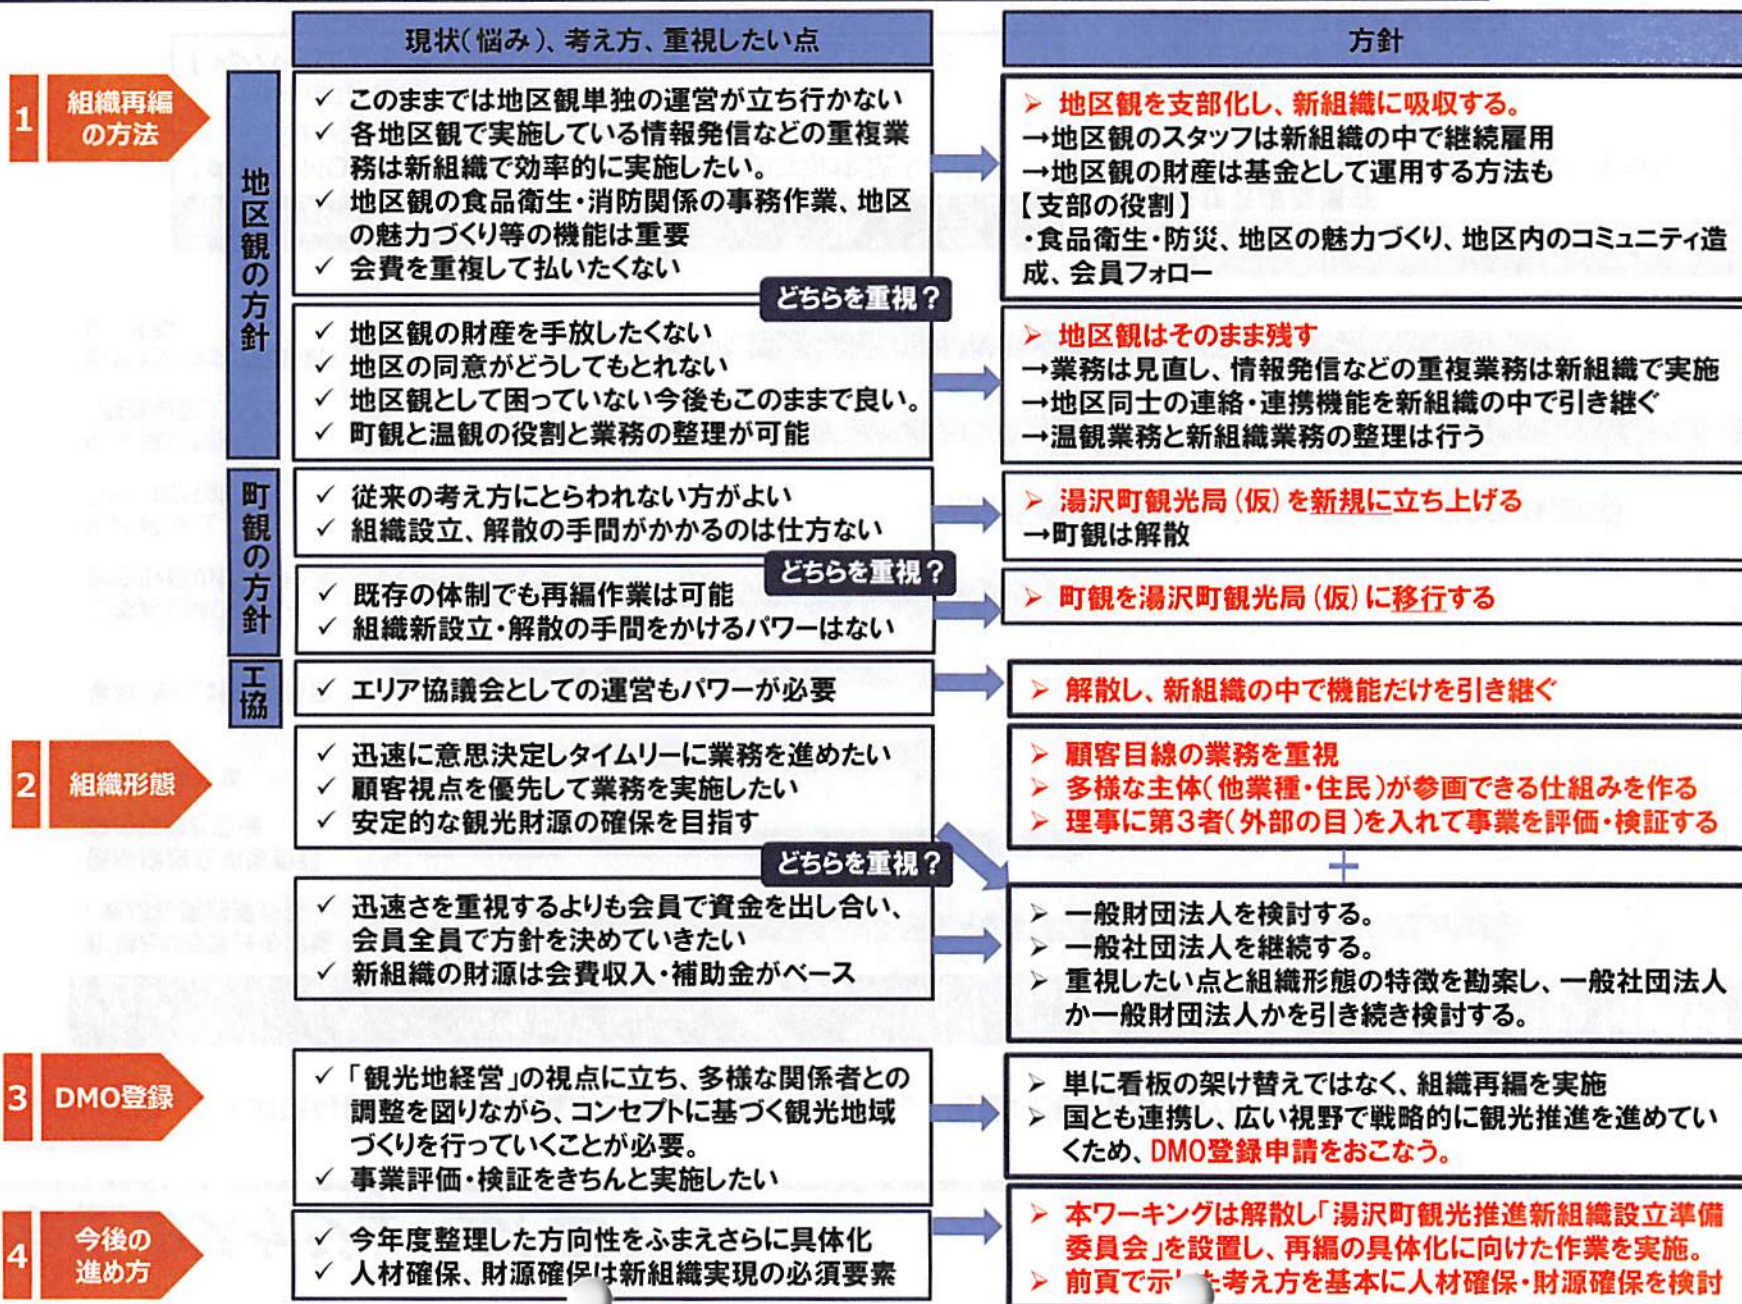 現状(悩み)、考え方、重視したい点
方針
1
組織再編
の方法
地区観の方針
✓ このままでは地区観単独の運営が立ち行かない
✓ 各地区観で実施している情報発信などの重複業
務は新組織で効率的に実施したい。
✓ 地区観の食品衛生・消防関係の事務作業、地区
の魅力づくり等の機能は重要
✓ 会費を重複して払いたくない
➢ 地区観を支部化し、新組織に吸収する。
→地区観のスタッフは新組織の中で継続雇用
→地区観の財産は基金として運用する方法も
【支部の役割】
・食品衛生・防災、地区の魅力づくり、地区内のコミュニティ造
成、会員フォロー
どちらを重視?
✓ 地区観の財産を手放したくない
✓ 地区の同意がどうしてもとれない
✓ 地区観として困っていない今後もこのままで良い。
✓ 町観と温観の役割と業務の整理が可能
➢ 地区観はそのまま残す
→業務は見直し、情報発信などの重複業務は新組織で実施
→地区同士の連絡・連携機能を新組織の中で引き継ぐ
→温観業務と新組織業務の整理は行う
町観の方針
✓ 従来の考え方にとらわれない方がよい
✓ 組織設立、解散の手間がかかるのは仕方ない
➢ 湯沢町観光局(仮)を新規に立ち上げる
→町観は解散
どちらを重視?
✓ 既存の体制でも再編作業は可能
✓ 組織新設立・解散の手間をかけるパワーはない
➢ 町観を湯沢町観光局(仮)に移行する
エ協
✓ エリア協議会としての運営もパワーが必要
➢ 解散し、新組織の中で機能だけを引き継ぐ
2
組織形態
✓ 迅速に意思決定しタイムリーに業務を進めたい
✓ 顧客視点を優先して業務を実施したい
✓ 安定的な観光財源の確保を目指す
➢ 顧客目線の業務を重視
➢ 多様な主体(他業種・住民)が参画できる仕組みを作る
➢ 理事に第3者(外部の目)を入れて事業を評価・検証する
+
どちらを重視?
✓ 迅速さを重視するよりも会員で資金を出し合い、
会員全員で方針を決めていきたい
✓ 新組織の財源は会費収入・補助金がベース
➢ 一般財団法人を検討する。
➢ 一般社団法人を継続する。
➢ 重視したい点と組織形態の特徴を勘案し、一般社団法人
か一般財団法人かを引き続き検討する。
3
DMO登録
✓ 「観光地経営」の視点に立ち、多様な関係者との
調整を図りながら、コンセプトに基づく観光地域
づくりを行っていくことが必要。
✓ 事業評価・検証をきちんと実施したい
➢ 単に看板の架け替えではなく、組織再編を実施
➢ 国とも連携し、広い視野で戦略的に観光推進を進めてい
くため、DMO登録申請をおこなう。
4
今後の
進め方
✓ 今年度整理した方向性をふまえさらに具体化
✓ 人材確保、財源確保は新組織実現の必須要素
➢ 本ワーキングは解散し「湯沢町観光推進新組織設立準備
委員会」を設置し、再編の具体化に向けた作業を実施。
➢ 前頁で示した考え方を基本に人材確保・財源確保を検討